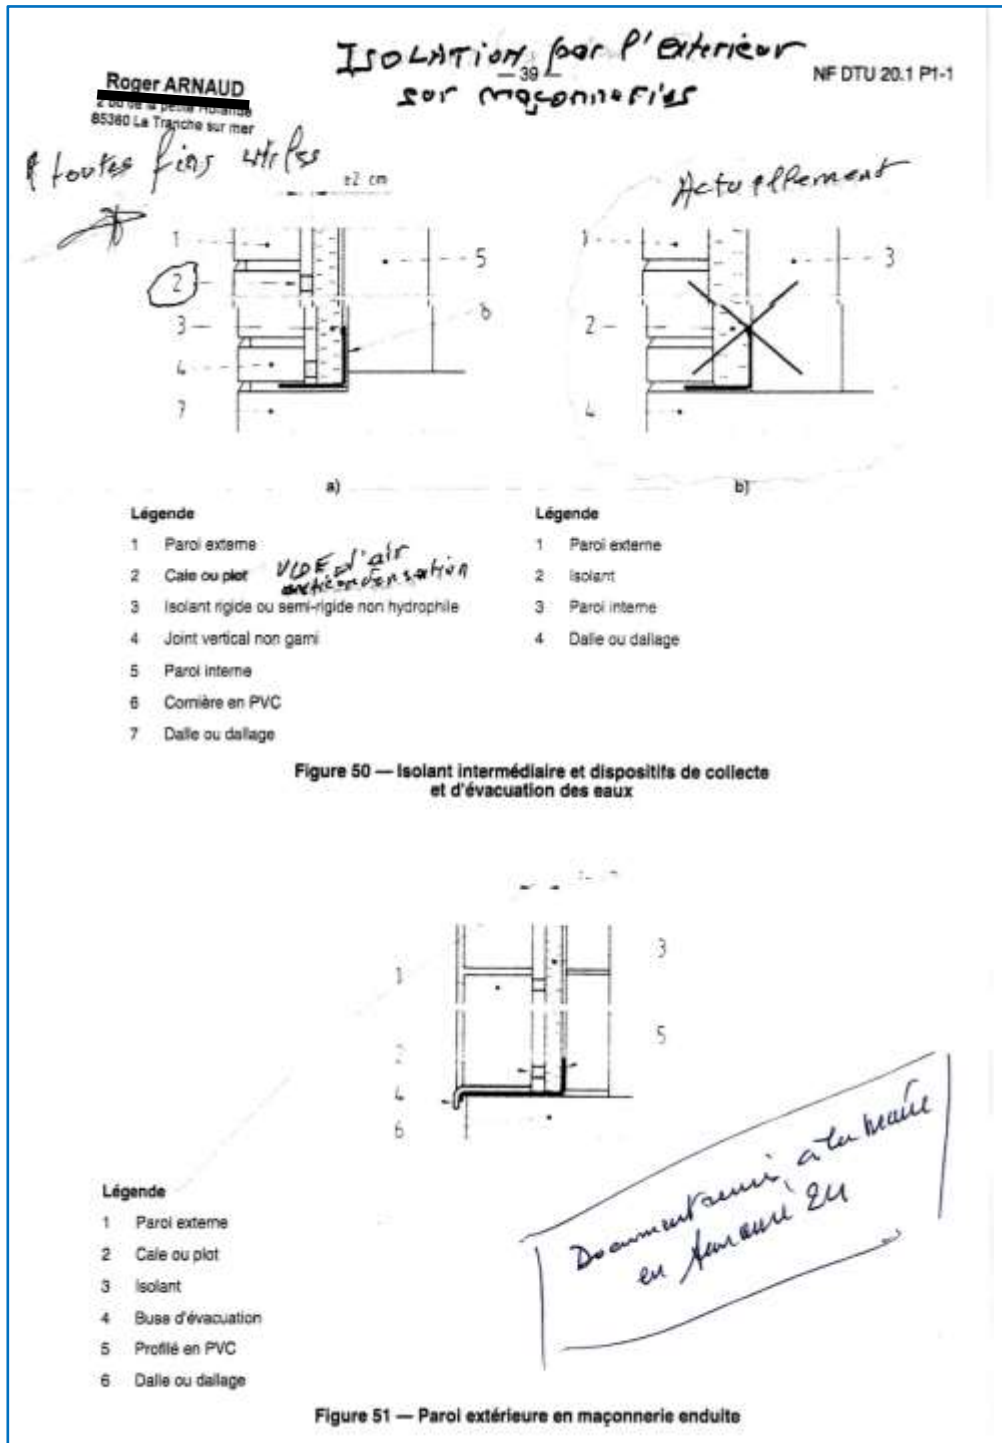 ISOLATION par l'Exterieur
— 39 —
sur maçonneries
NF DTU 20.1 P1-1
Roger ARNAUD
85360 La Tranche sur mer
toutes fins utiles
±2 cm
Actuellement
1
2
3
4
7
5
6
a)
1
2
4
3
b)
Légende
1 Paroi externe
2 Cale ou plot
VIDE d'air
anticondensation
3 Isolant rigide ou semi-rigide non hydrophile
4 Joint vertical non garni
5 Paroi interne
6 Cornière en PVC
7 Dalle ou dallage
Légende
1 Paroi externe
2 Isolant
3 Paroi interne
4 Dalle ou dallage
Figure 50 — Isolant intermédiaire et dispositifs de collecte
et d'évacuation des eaux
1
2
4
6
3
5
Document remis à la Mairie
en
Légende
1 Paroi externe
2 Cale ou plot
3 Isolant
4 Buse d'évacuation
5 Profilé en PVC
6 Dalle ou dallage
Figure 51 — Paroi extérieure en maçonnerie enduite